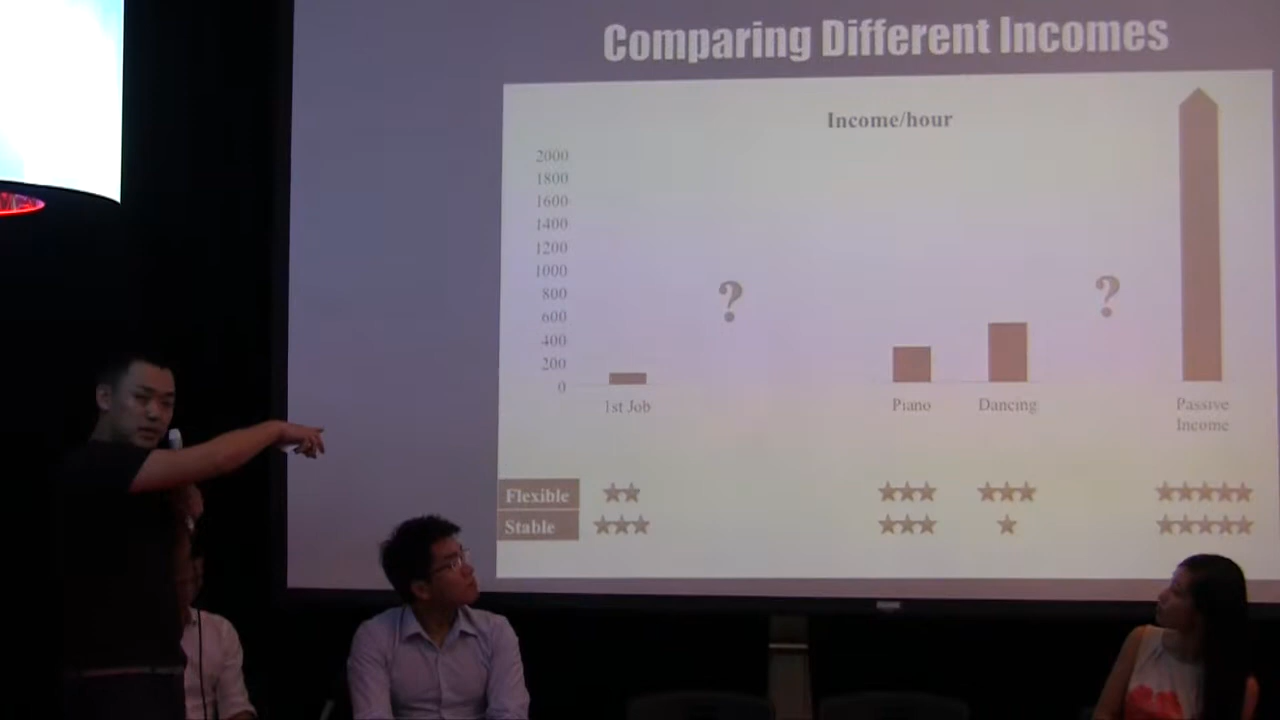 Comparing Different Incomes
Income/hour
2000
1800
1600
1400
1200
1000
800
600
400
200
0
?
?
1st Job
Piano
Dancing
Passive
Income
Flexible
Stable